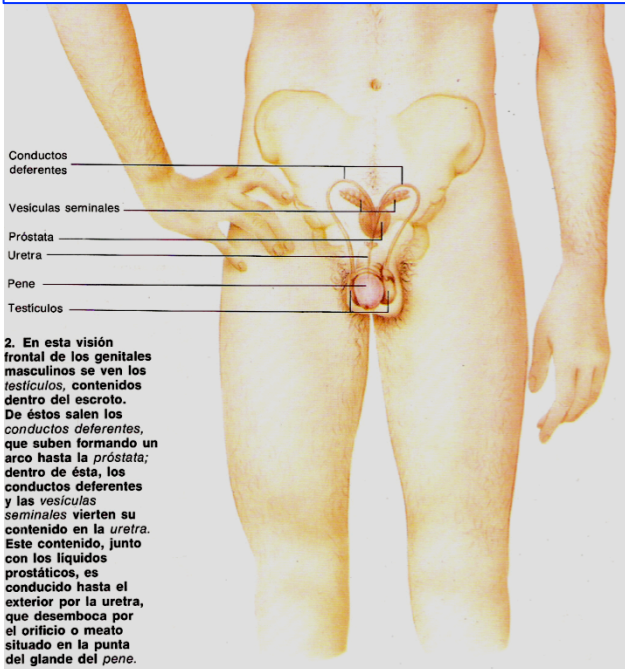 Conductos
deferentes
Vesículas seminales
Próstata
Uretra
Pene
Testículos
2. En esta visión
frontal de los genitales
masculinos se ven los
testículos, contenidos
dentro del escroto.
De éstos salen los
conductos deferentes,
que suben formando un
arco hasta la próstata;
dentro de ésta, los
conductos deferentes
y las vesículas
seminales vierten su
contenido en la uretra.
Este contenido, junto
con los líquidos
prostáticos, es
conducido hasta el
exterior por la uretra,
que desemboca por
el orificio o meato
situado en la punta
del glande del pene.